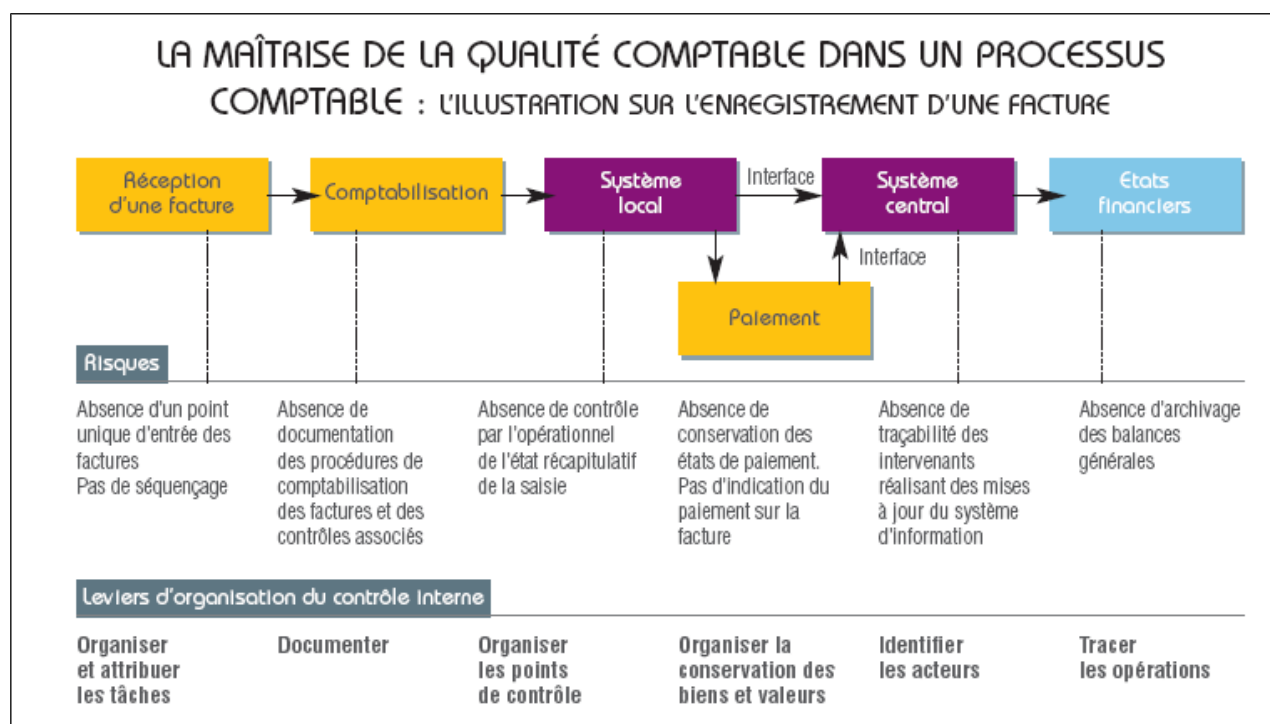 LA MAÎTRISE DE LA QUALITÉ COMPTABLE DANS UN PROCESSUS
COMPTABLE : L'ILLUSTRATION SUR L'ENREGISTREMENT D'UNE FACTURE
Réception
d'une facture
Comptabilisation
Système
local
Interface
Système
central
Etats
financiers
Interface
Paiement
Risques
Absence d'un point
unique d'entrée des
factures
Pas de séquençage
Absence de
documentation
des procédures de
comptabilisation
des factures et des
contrôles associés
Absence de contrôle
par l'opérationnel
de l'état récapitulatif
de la saisie
Absence de
conservation des
états de paiement.
Pas d'indication du
paiement sur la
facture
Absence de
traçabilité des
intervenants
réalisant des mises
à jour du système
d'information
Absence d'archivage
des balances
générales
Leviers d'organisation du contrôle interne
Organiser
et attribuer
les tâches
Documenter
Organiser
les points
de contrôle
Organiser la
conservation des
biens et valeurs
Identifier
les acteurs
Tracer
les opérations